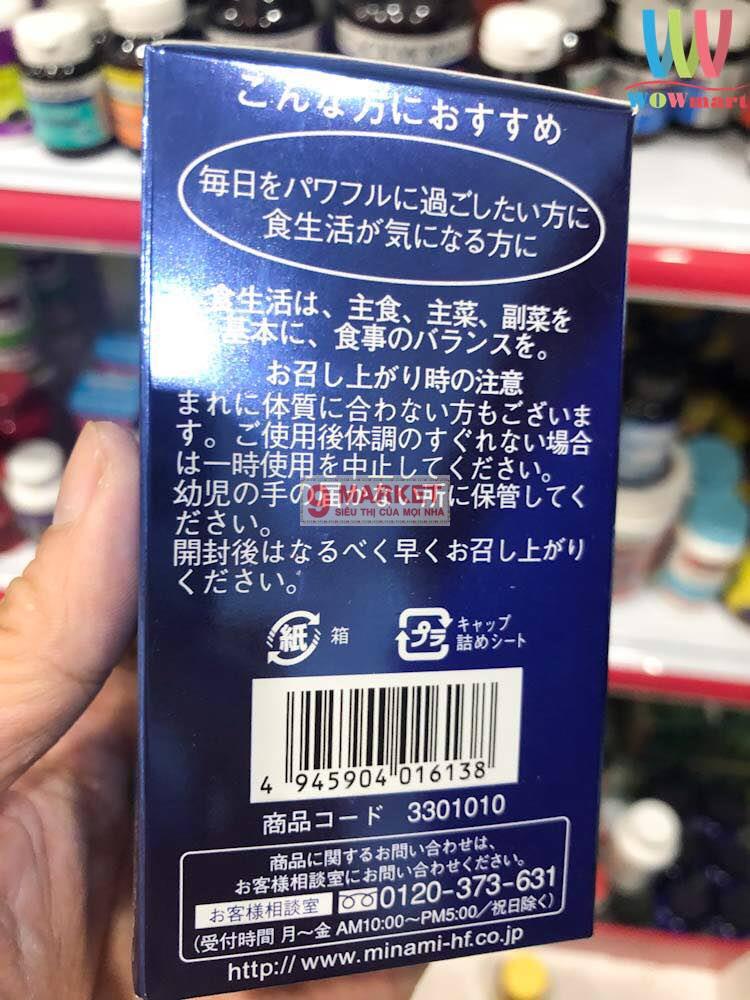 WOWmart
こんな方におすすめ
毎日をパワフルに過ごしたい方に
食生活が気になる方に
食生活は、主食、主菜、副菜を
基本に、食事のバランスを。
お召し上がり時の注意
まれに体質に合わない方もございま
す。ご使用後体調のすぐれない場合
は一時使用を中止してください。
幼児の手の届かない所に保管してく
ださい。
開封後はなるべく早くお召し上がり
ください。
MARKET
SIÊU THỊ CỦA MỌI NHÀ
紙 箱
プラ キャップ
詰めシート
4 945904 016138
商品コード 3301010
商品に関するお問い合わせは、
お客様相談室にお問い合わせください。
お客様相談室 0120-373-631
(受付時間 月～金 AM10:00～PM5:00／祝日除く)
http://www.minami-hf.co.jp